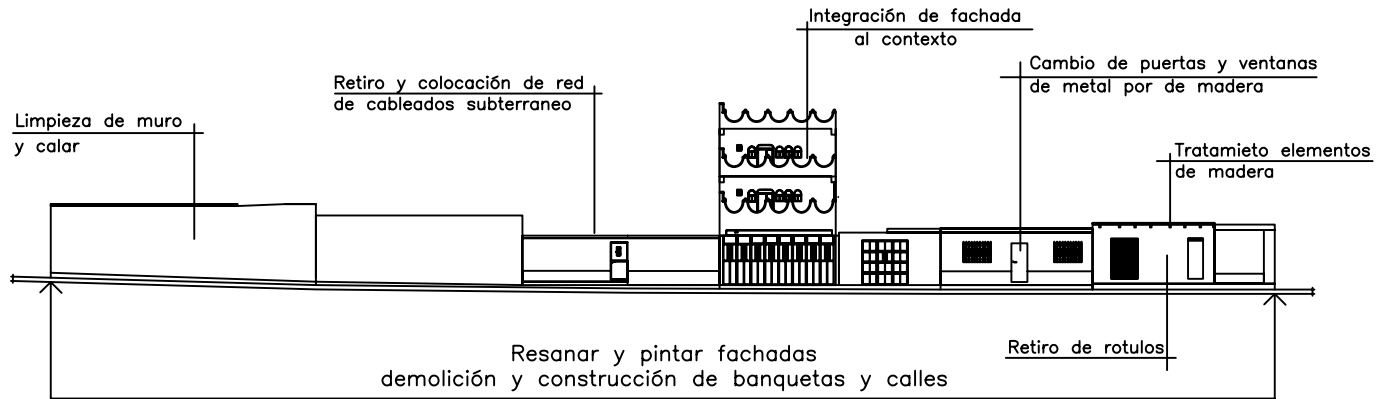 Integración de fachada
al contexto
Cambio de puertas y ventanas
de metal por de madera
Retiro y colocación de red
de cableados subterraneo
Limpieza de muro
y calar
Tratamieto elementos
de madera
Retiro de rotulos
Resanar y pintar fachadas
demolición y construcción de banquetas y calles